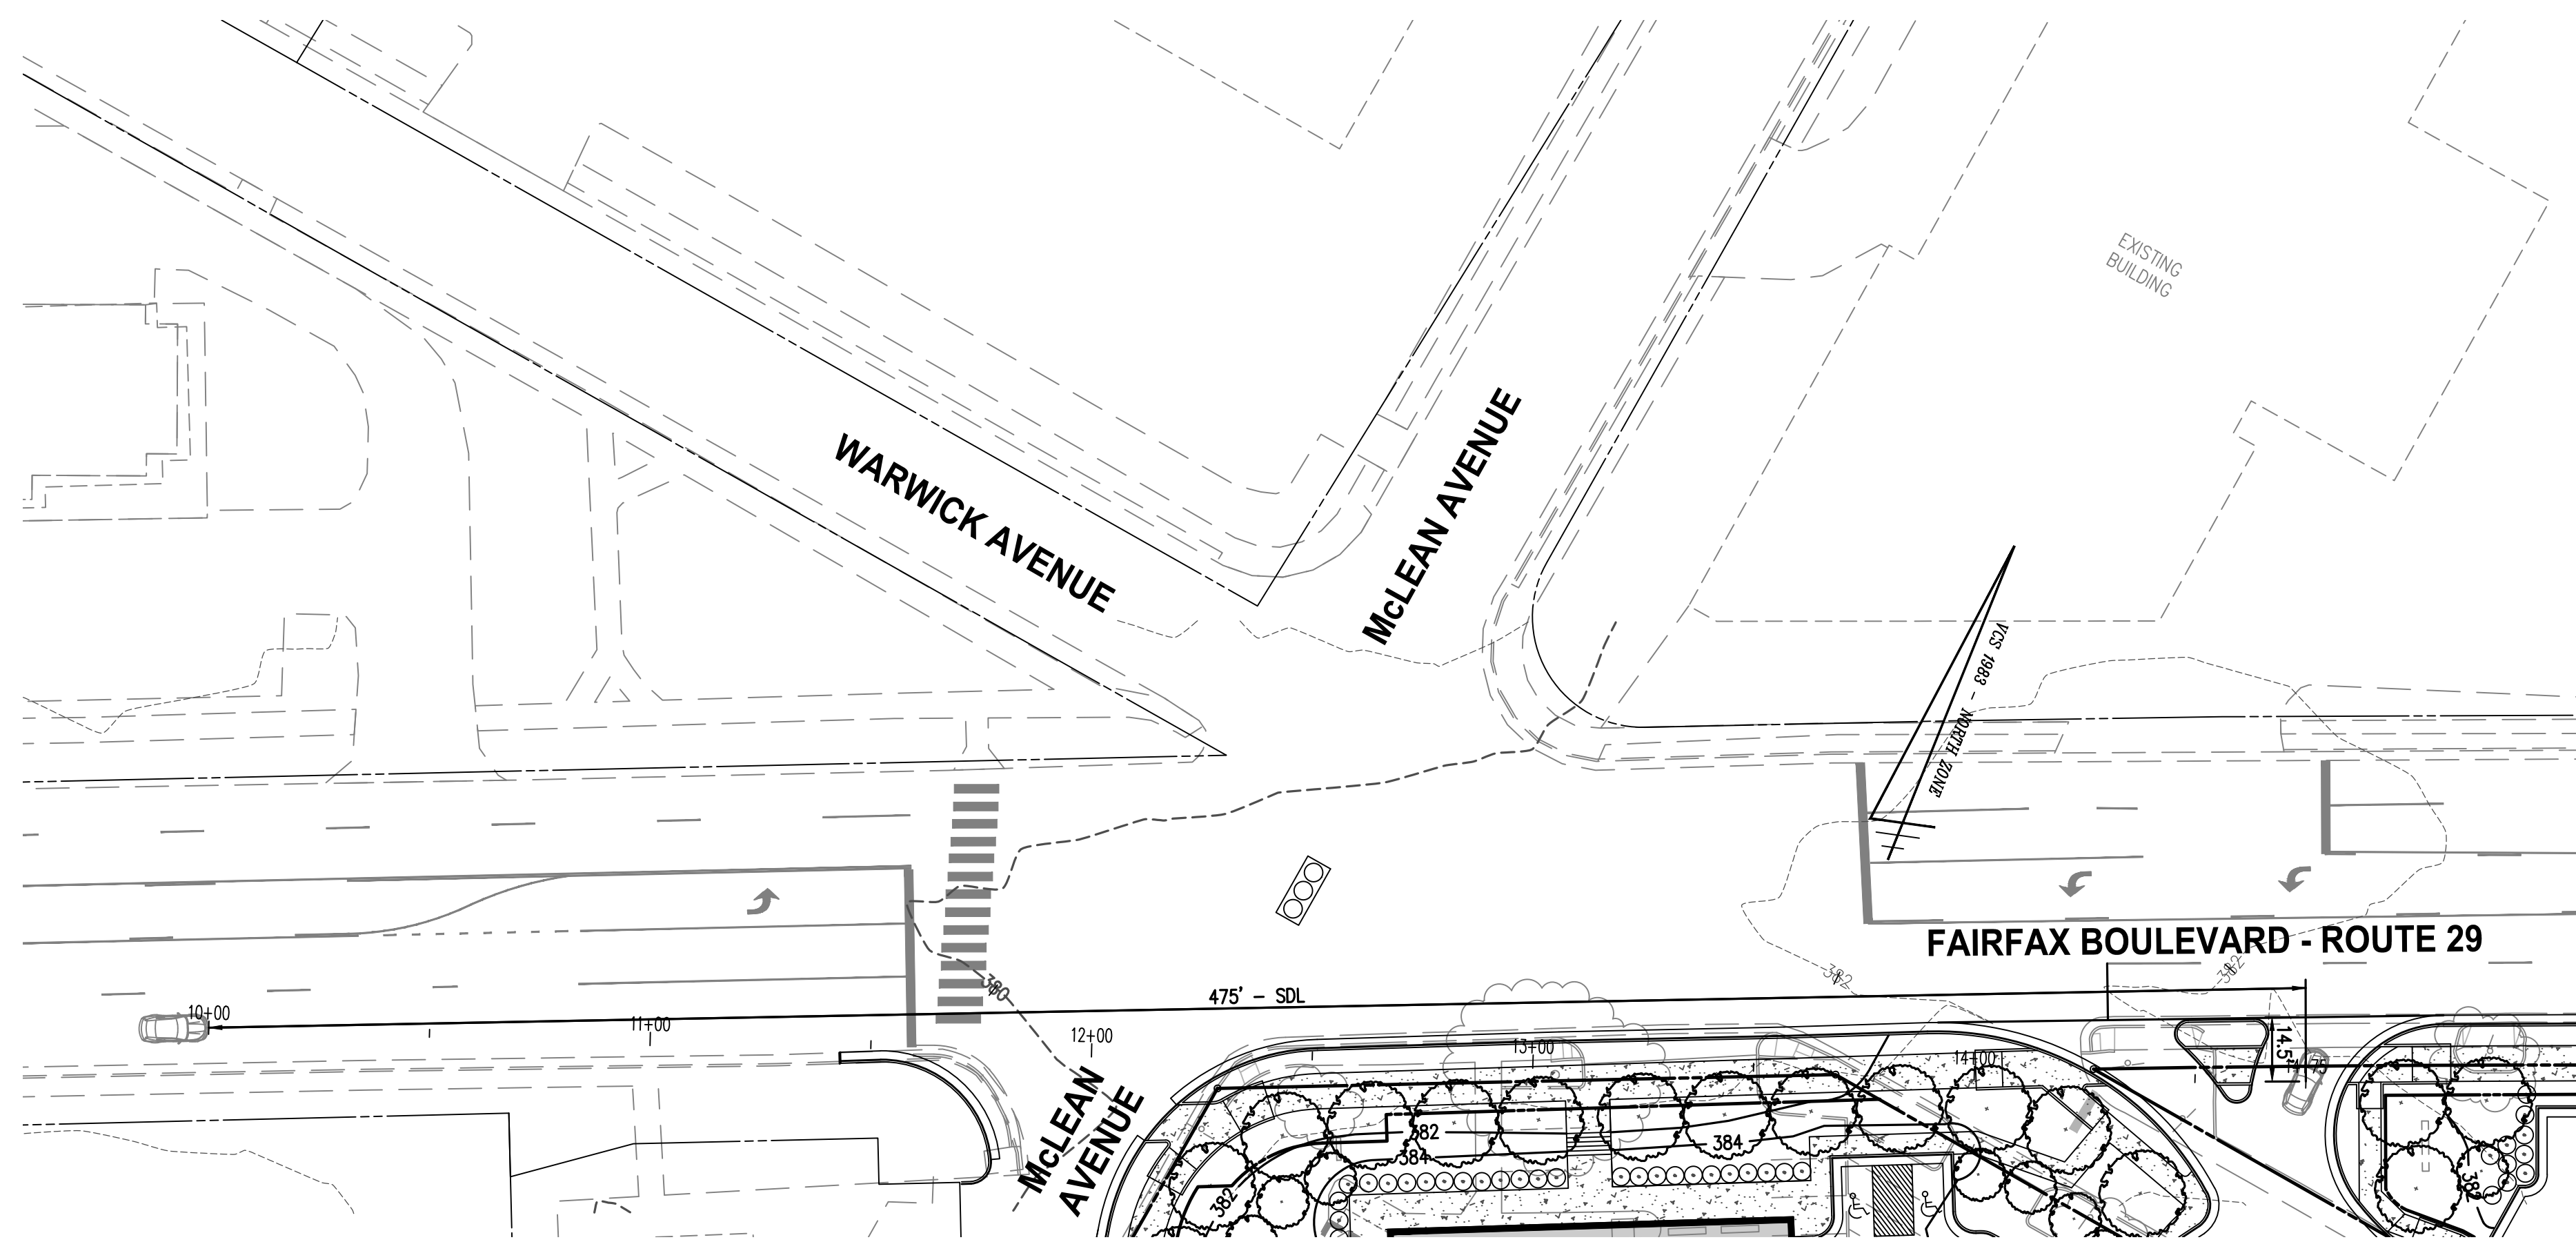 EXISTING
BUILDING
WARWICK AVENUE
McLEAN AVENUE
VCS 1983 - NORTH ZONE
FAIRFAX BOULEVARD - ROUTE 29
382
382
380
475' - SDL
10+00
11+00
12+00
13+00
14+00
14.5'
McLEAN
AVENUE
382
384
384
382
382